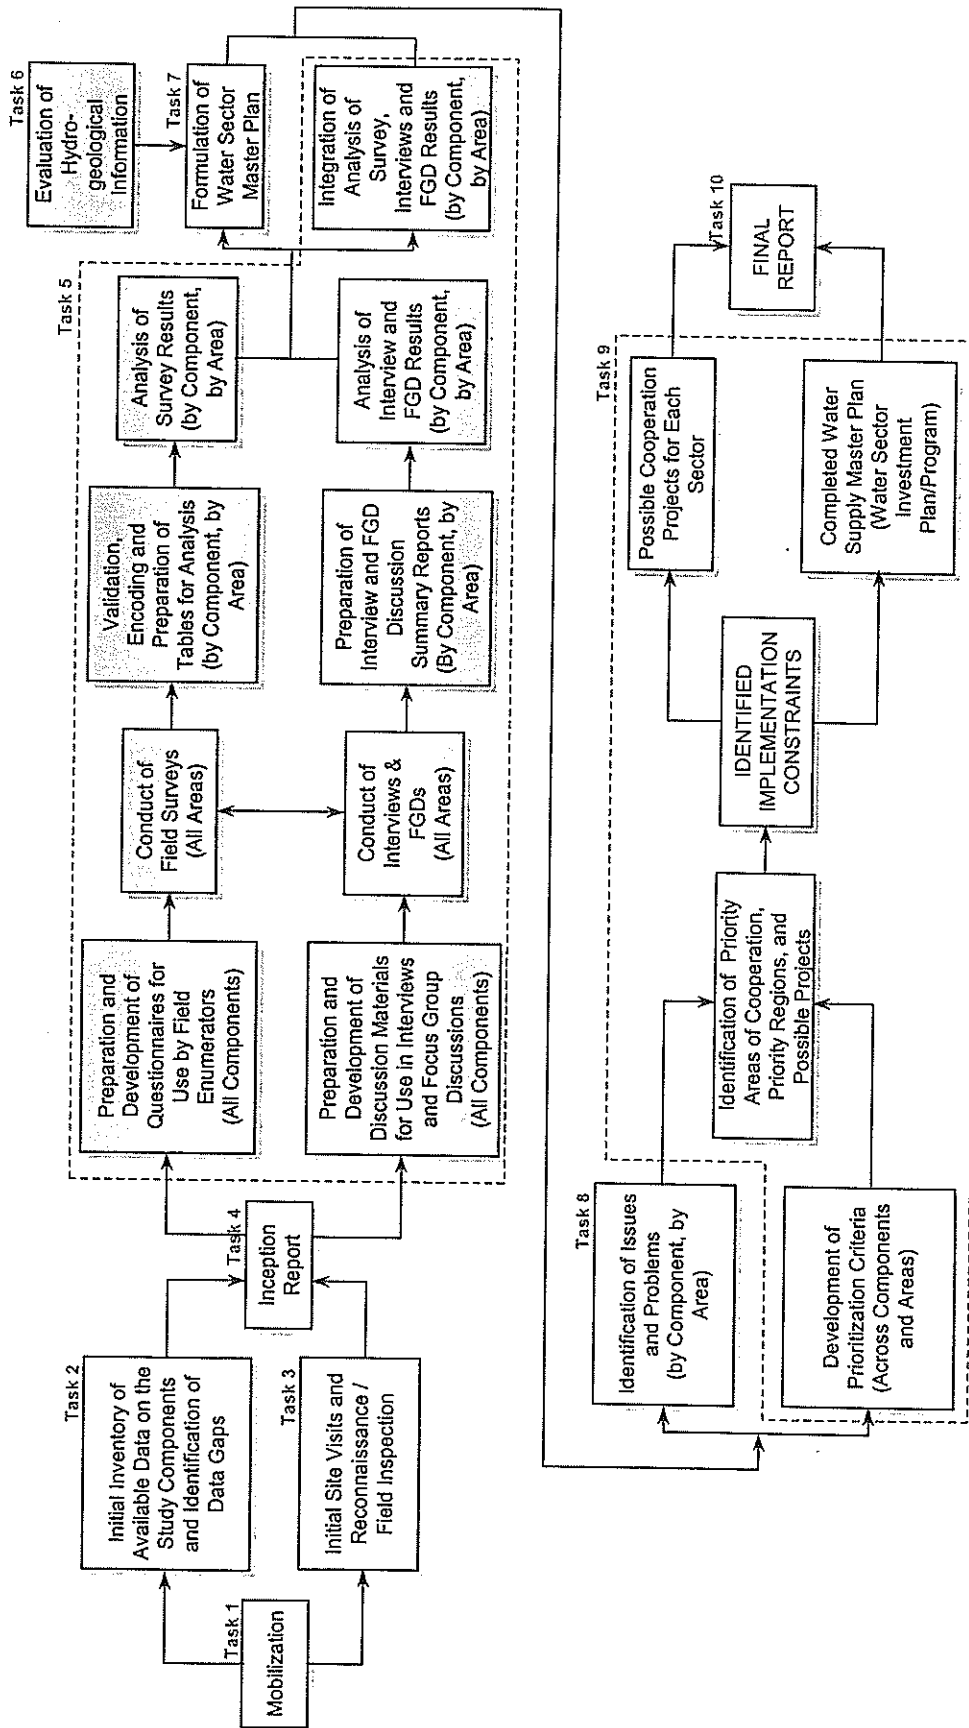 Task 1
Mobilization
Task 2
Initial Inventory of
Available Data on the
Study Components
and Identification of
Data Gaps
Task 3
Initial Site Visits and
Reconnaissance /
Field Inspection
Task 4
Inception
Report
Task 5
Preparation and
Development of
Questionnaires for
Use by Field
Enumerators
(All Components)
Conduct of
Field Surveys
(All Areas)
Validation,
Encoding and
Preparation of
Tables for Analysis
(by Component, by
Area)
Analysis of
Survey Results
(by Component,
by Area)
Preparation and
Development of
Discussion Materials
for Use in Interviews
and Focus Group
Discussions
(All Components)
Conduct of
Interviews &
FGDs
(All Areas)
Preparation of
Interview and FGD
Discussion
Summary Reports
(By Component, by
Area)
Analysis of
Interview and
FGD Results
(by Component,
by Area)
Task 6
Evaluation of
Hydro-
geological
Information
Task 7
Formulation of
Water Sector
Master Plan
Integration of
Analysis of
Survey,
Interviews and
FGD Results
(by Component,
by Area)
Task 8
Identification of Issues
and Problems
(by Component, by
Area)
Development of
Prioritization Criteria
(Across Components
and Areas)
Task 9
Identification of Priority
Areas of Cooperation,
Priority Regions, and
Possible Projects
IDENTIFIED
IMPLEMENTATION
CONSTRAINTS
Possible Cooperation
Projects for Each
Sector
Completed Water
Supply Master Plan
(Water Sector
Investment
Plan/Program)
Task 10
FINAL
REPORT